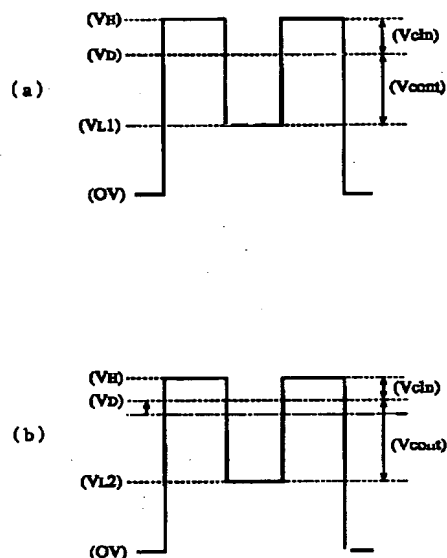 (VH)
(Vcin)
(VD)
(a)
(Vcont)
(VL1)
(OV)
(VH)
(Vcin)
(VD)
(b)
(Vcout)
(VL2)
(OV)